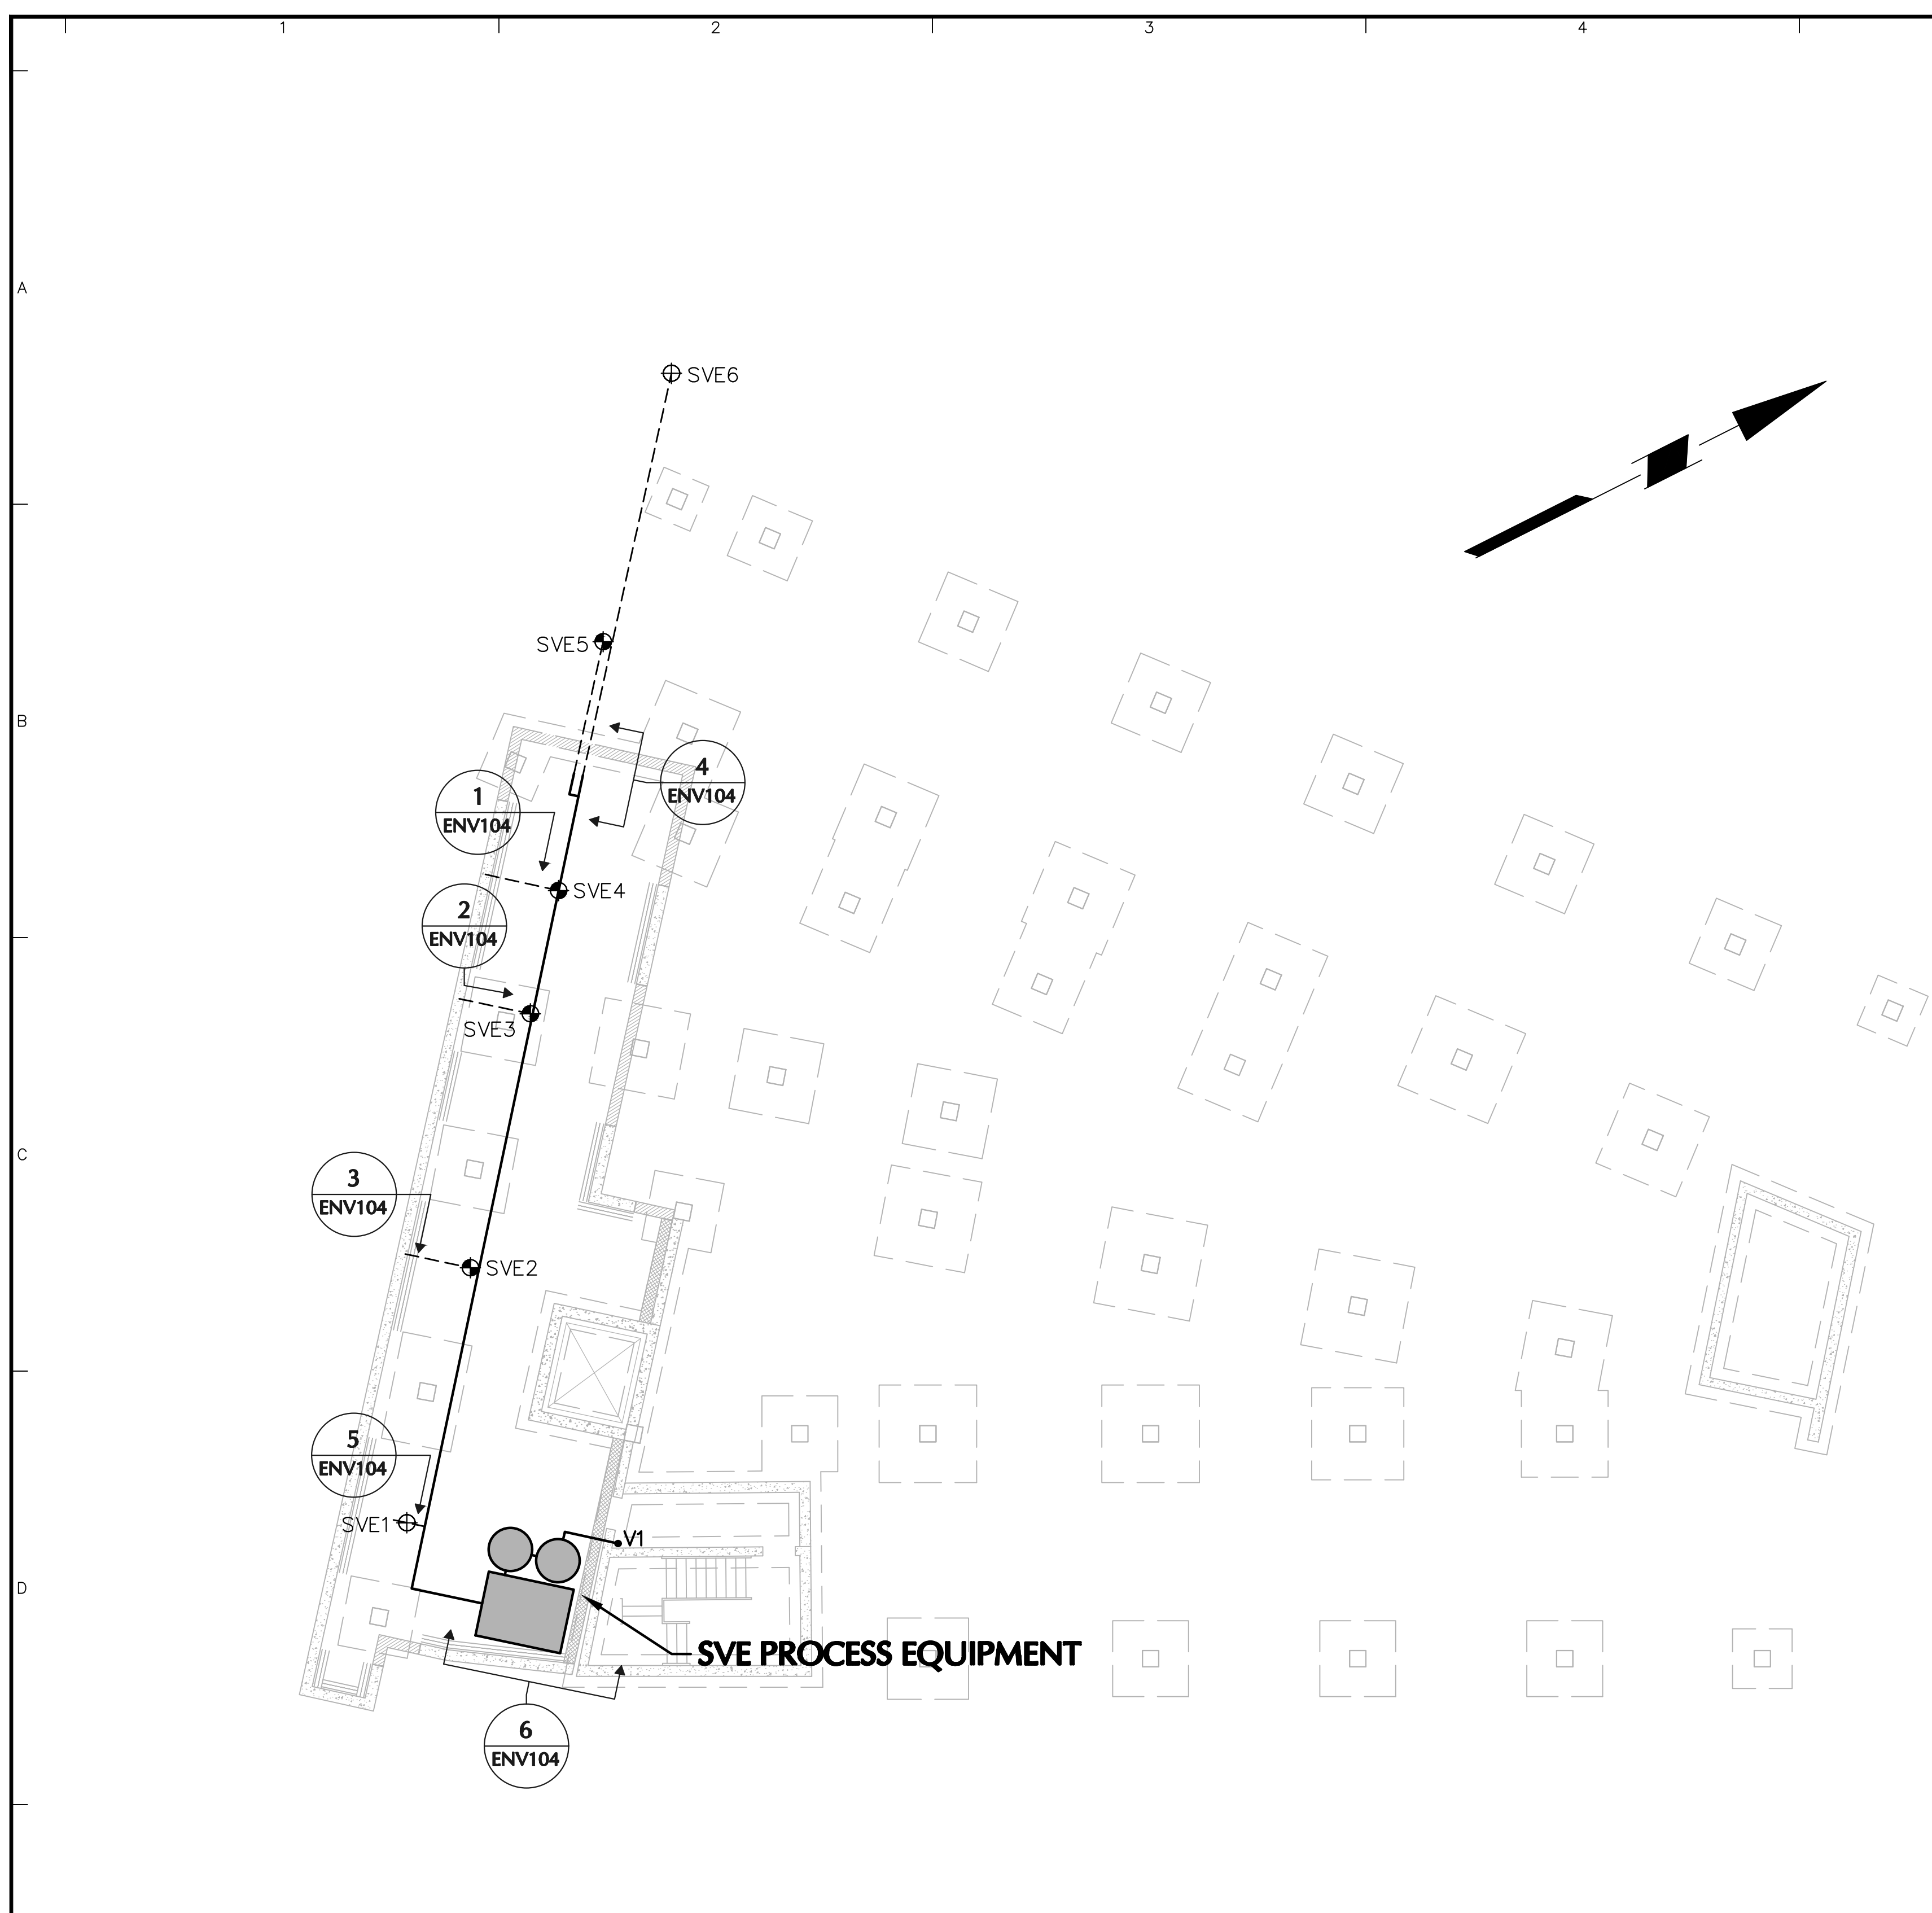 1
2
3
4
A
SVE6
SVE5
B
4
ENV104
1
ENV104
SVE4
2
ENV104
SVE3
C
3
ENV104
SVE2
5
ENV104
SVE1
V1
D
SVE PROCESS EQUIPMENT
6
ENV104